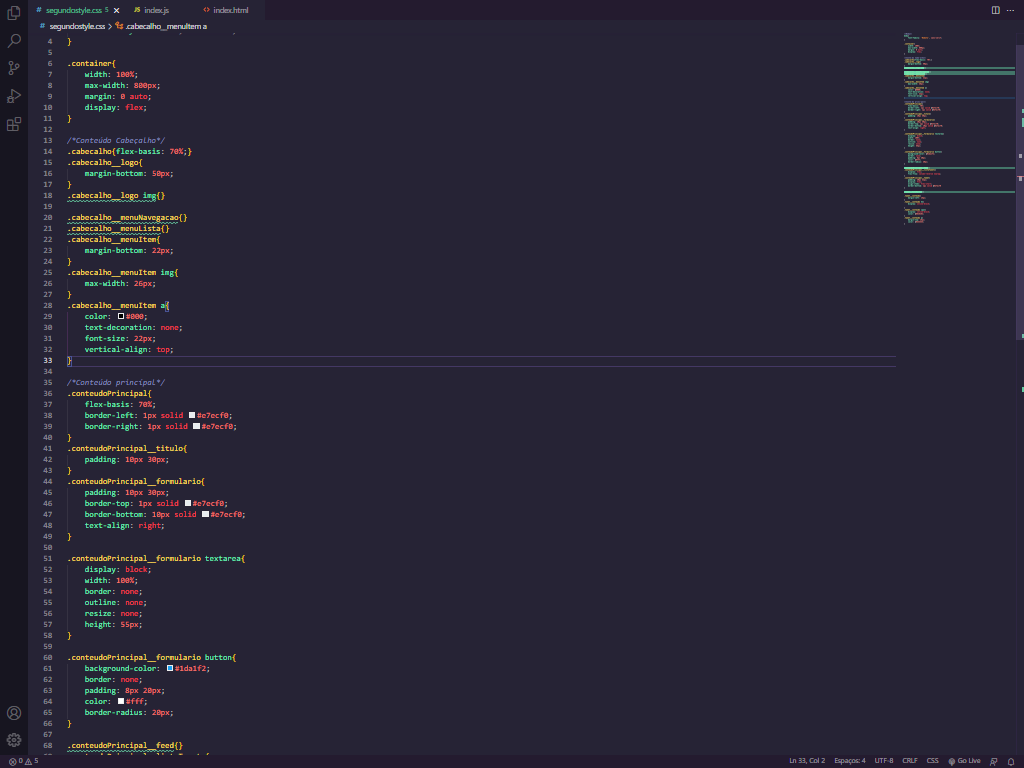 segundostyle.css 5 index.js index.html
segundostyle.css > .cabecalho__menuItem a
4 }
5
6 .container{
7 width: 100%;
8 max-width: 800px;
9 margin: 0 auto;
10 display: flex;
11 }
12
13 /*Conteúdo Cabeçalho*/
14 .cabecalho{flex-basis: 70%;}
15 .cabecalho__logo{
16 margin-bottom: 50px;
17 }
18 .cabecalho__logo img{}
19
20 .cabecalho__menuNavegacao{}
21 .cabecalho__menuLista{}
22 .cabecalho__menuItem{
23 margin-bottom: 22px;
24 }
25 .cabecalho__menuItem img{
26 max-width: 26px;
27 }
28 .cabecalho__menuItem a{
29 color: #000;
30 text-decoration: none;
31 font-size: 22px;
32 vertical-align: top;
33 }
34
35 /*Conteúdo principal*/
36 .conteudoPrincipal{
37 flex-basis: 70%;
38 border-left: 1px solid #e7ecf0;
39 border-right: 1px solid #e7ecf0;
40 }
41 .conteudoPrincipal__titulo{
42 padding: 10px 30px;
43 }
44 .conteudoPrincipal__formulario{
45 padding: 10px 30px;
46 border-top: 1px solid #e7ecf0;
47 border-bottom: 10px solid #e7ecf0;
48 text-align: right;
49 }
50
51 .conteudoPrincipal__formulario textarea{
52 display: block;
53 width: 100%;
54 border: none;
55 outline: none;
56 resize: none;
57 height: 55px;
58 }
59
60 .conteudoPrincipal__formulario button{
61 background-color: #1da1f2;
62 border: none;
63 padding: 8px 20px;
64 color: #fff;
65 border-radius: 20px;
66 }
67
68 .conteudoPrincipal__feed{}
0 5 Ln 33, Col 2 Espaços: 4 UTF-8 CRLF CSS Go Live